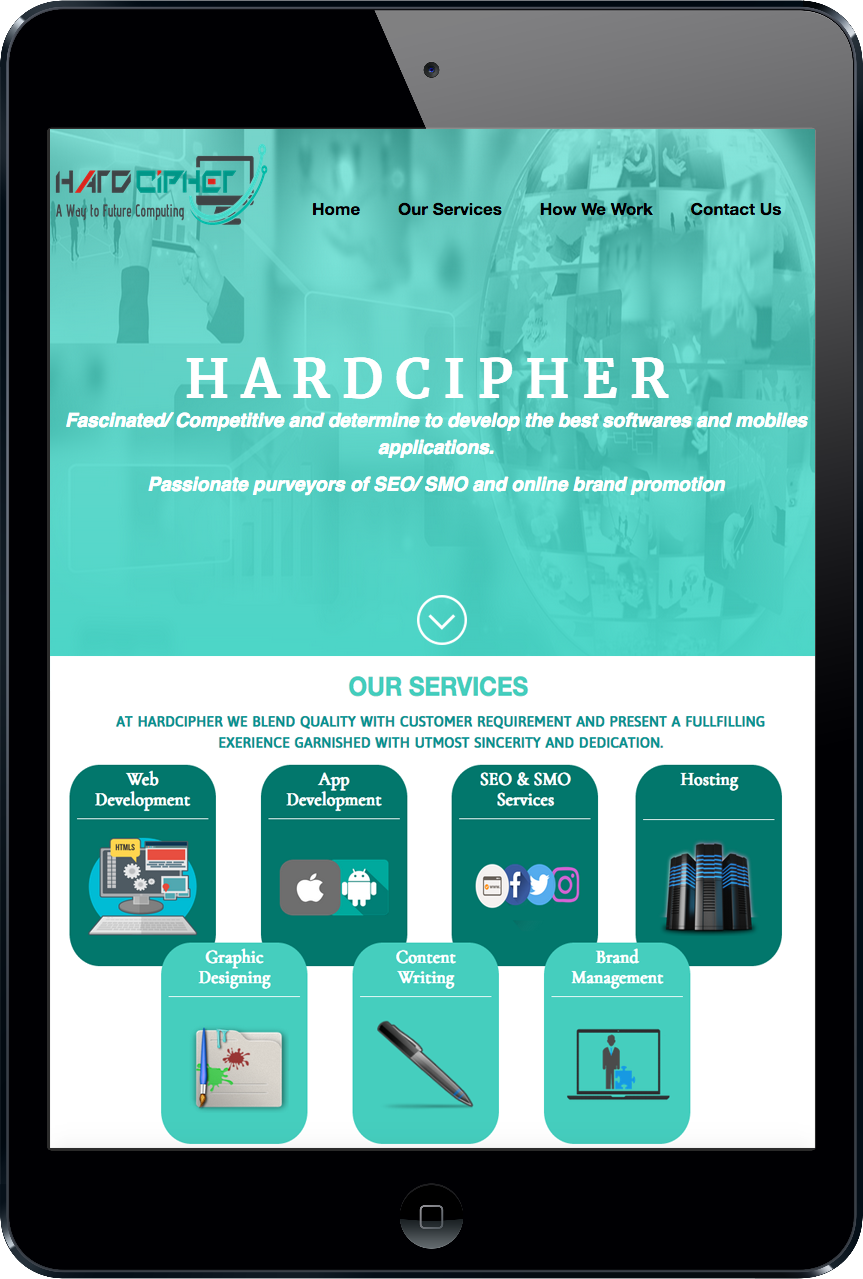 HARD CIPHER
A Way to Future Computing
Home Our Services How We Work Contact Us
HARDCIPHER
Fascinated/ Competitive and determine to develop the best softwares and mobiles
applications.
Passionate purveyors of SEO/ SMO and online brand promotion
OUR SERVICES
AT HARDCIPHER WE BLEND QUALITY WITH CUSTOMER REQUIREMENT AND PRESENT A FULLFILLING
EXERIENCE GARNISHED WITH UTMOST SINCERITY AND DEDICATION.
Web
Development
App
Development
SEO & SMO
Services
Hosting
HTML5
Graphic
Designing
Content
Writing
Brand
Management